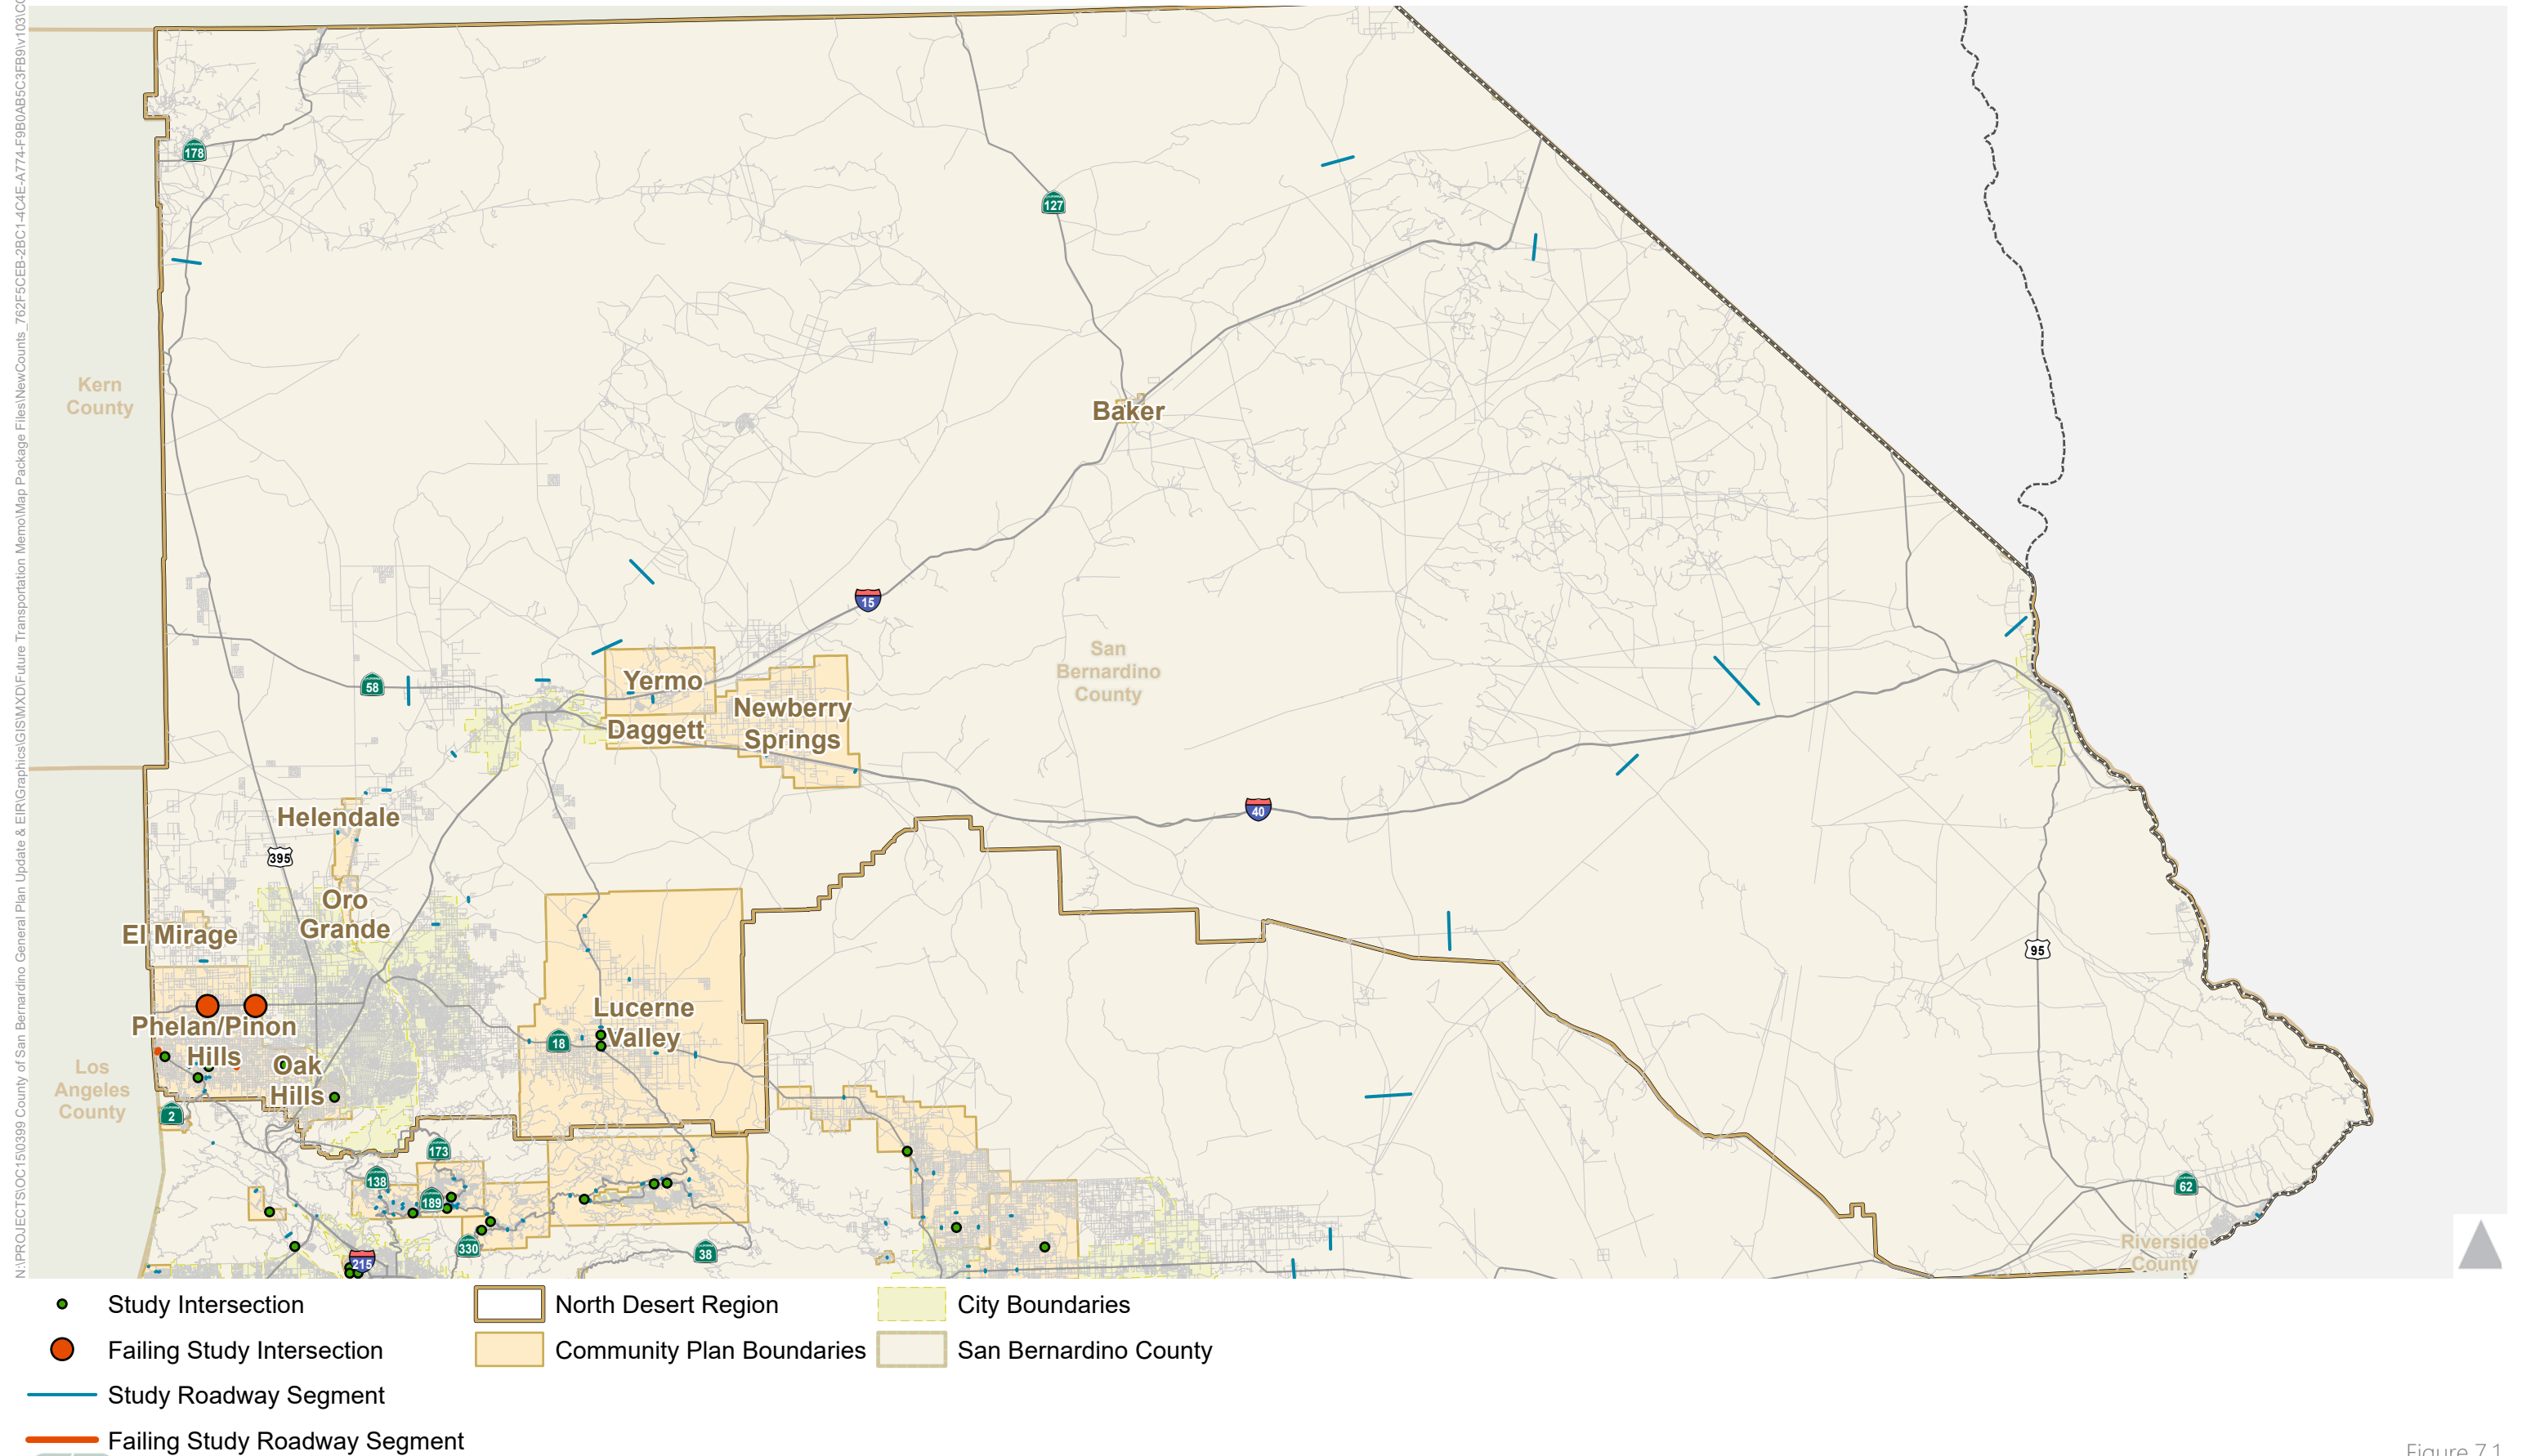 N:\PROJECTS\OC15\0399 County of San Bernardino General Plan Update & EIR\Graphics\GIS\MXD\Future Transportation Memo\Map Package Files\NewCounts_762F5CEB-2BC1-4C4E-A774-F9B0AB5C3FB9\v103\CO
178
127
Kern
County
Baker
15
San
Bernardino
County
58
Yermo
Newberry
Springs
Daggett
Helendale
40
395
Oro
Grande
El Mirage
95
Lucerne
Valley
Phelan/Pinon
Hills
18
Oak
Hills
Los
Angeles
County
2
173
138
189
62
330
38
215
Riverside
County
Study Intersection
North Desert Region
City Boundaries
Failing Study Intersection
Community Plan Boundaries
San Bernardino County
Study Roadway Segment
Failing Study Roadway Segment
Figure 7.1